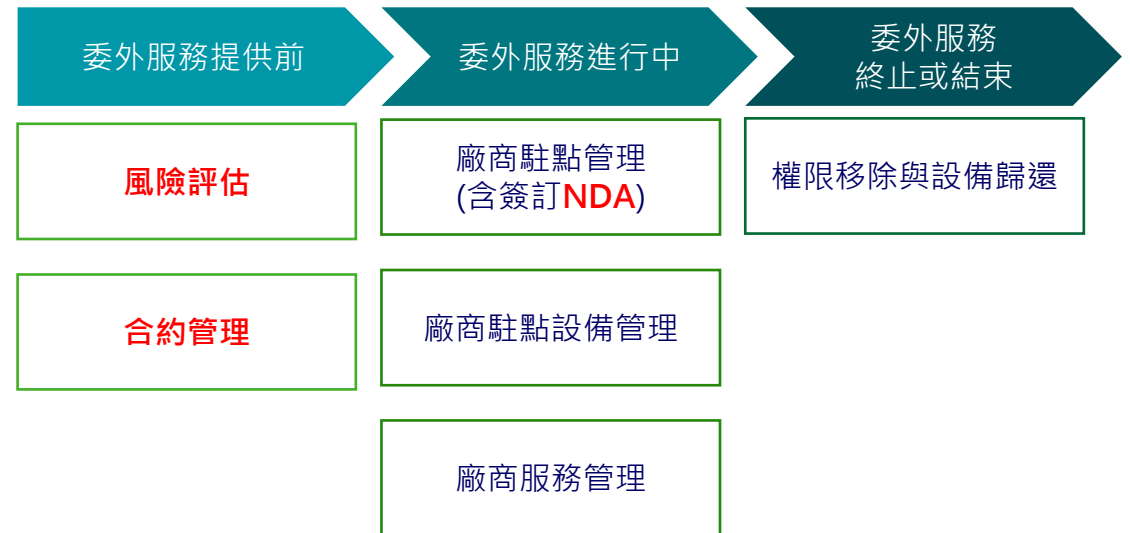 委外服務提供前
委外服務進行中
委外服務
終止或結束
風險評估
廠商駐點管理
(含簽訂NDA)
權限移除與設備歸還
合約管理
廠商駐點設備管理
廠商服務管理